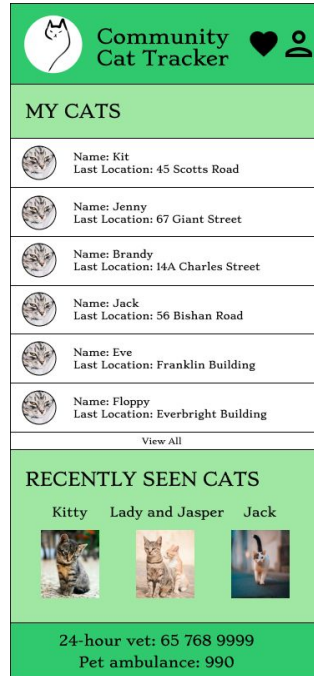 Community
Cat Tracker
MY CATS
Name: Kit
Last Location: 45 Scotts Road
Name: Jenny
Last Location: 67 Giant Street
Name: Brandy
Last Location: 14A Charles Street
Name: Jack
Last Location: 56 Bishan Road
Name: Eve
Last Location: Franklin Building
Name: Floppy
Last Location: Everbright Building
View All
RECENTLY SEEN CATS
Kitty Lady and Jasper Jack
24-hour vet: 65 768 9999
Pet ambulance: 990